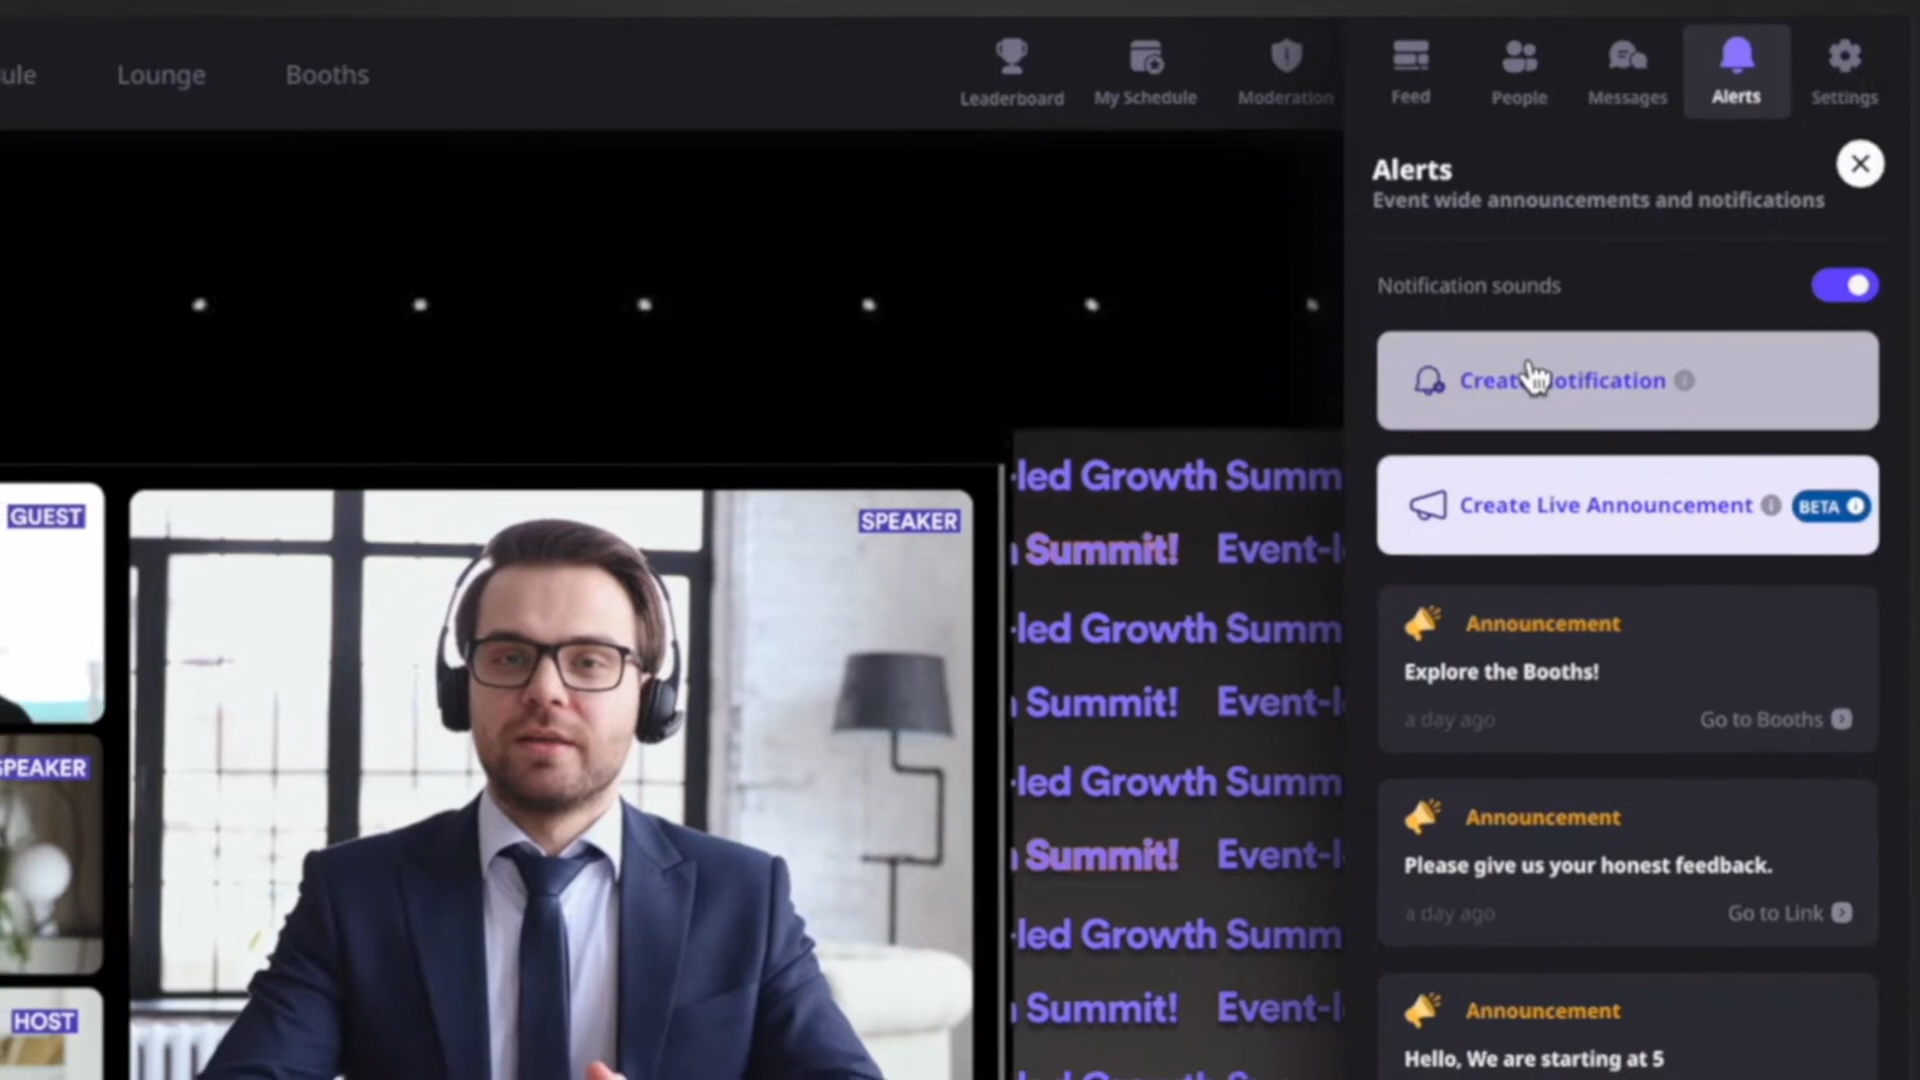 ule Lounge Booths
Leaderboard My Schedule Moderation
Feed People Messages Alerts Settings
Alerts
Event wide announcements and notifications
Notification sounds
Create Notification
Create Live Announcement BETA
Announcement
Explore the Booths!
a day ago Go to Booths
Announcement
Please give us your honest feedback.
a day ago Go to Link
Announcement
Hello, We are starting at 5
GUEST
SPEAKER
SPEAKER
HOST
-led Growth Summ
Summit! Event-l
-led Growth Summ
Summit! Event-l
-led Growth Summ
Summit! Event-l
-led Growth Summ
Summit! Event-l